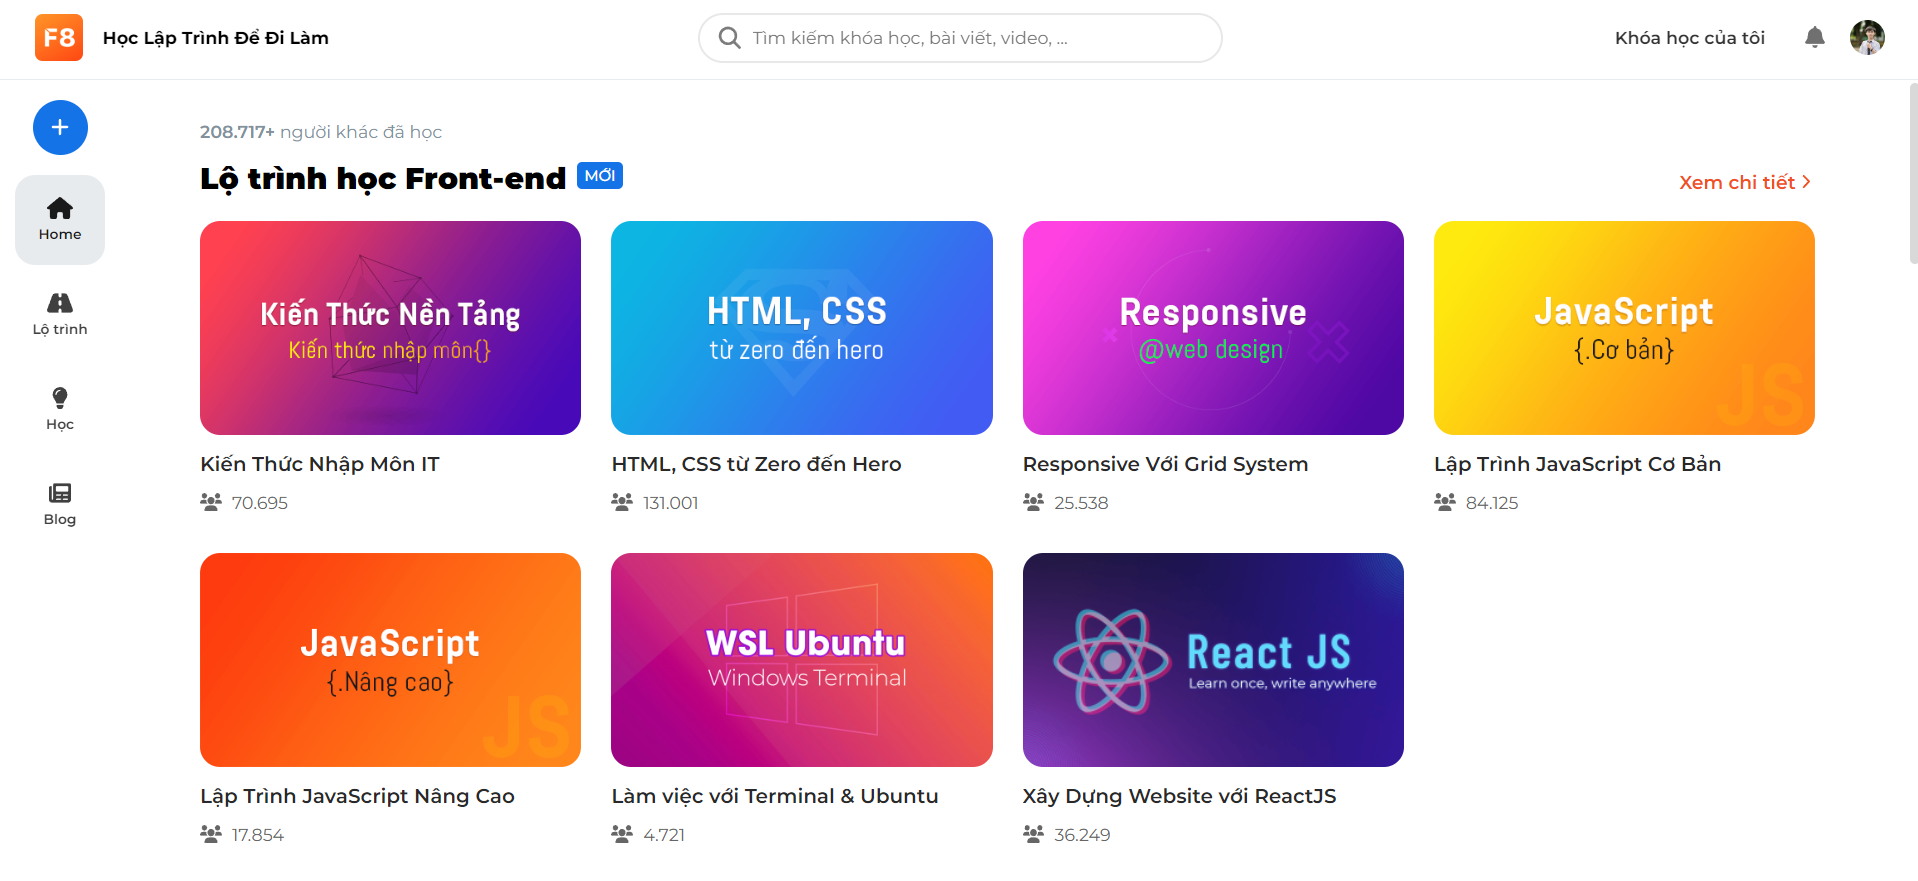 F8 Học Lập Trình Để Đi Làm
Tìm kiếm khóa học, bài viết, video, ...
Khóa học của tôi
Home
Lộ trình
Học
Blog
208.717+ người khác đã học
Lộ trình học Front-end MỚI
Xem chi tiết
Kiến Thức Nền Tảng
Kiến thức nhập môn{}
Kiến Thức Nhập Môn IT
70.695
HTML, CSS
từ zero đến hero
HTML, CSS từ Zero đến Hero
131.001
Responsive
@web design
Responsive Với Grid System
25.538
JavaScript
{.Cơ bản}
JS
Lập Trình JavaScript Cơ Bản
84.125
JavaScript
{.Nâng cao}
JS
Lập Trình JavaScript Nâng Cao
17.854
WSL Ubuntu
Windows Terminal
Làm việc với Terminal & Ubuntu
4.721
React JS
Learn once, write anywhere
Xây Dựng Website với ReactJS
36.249